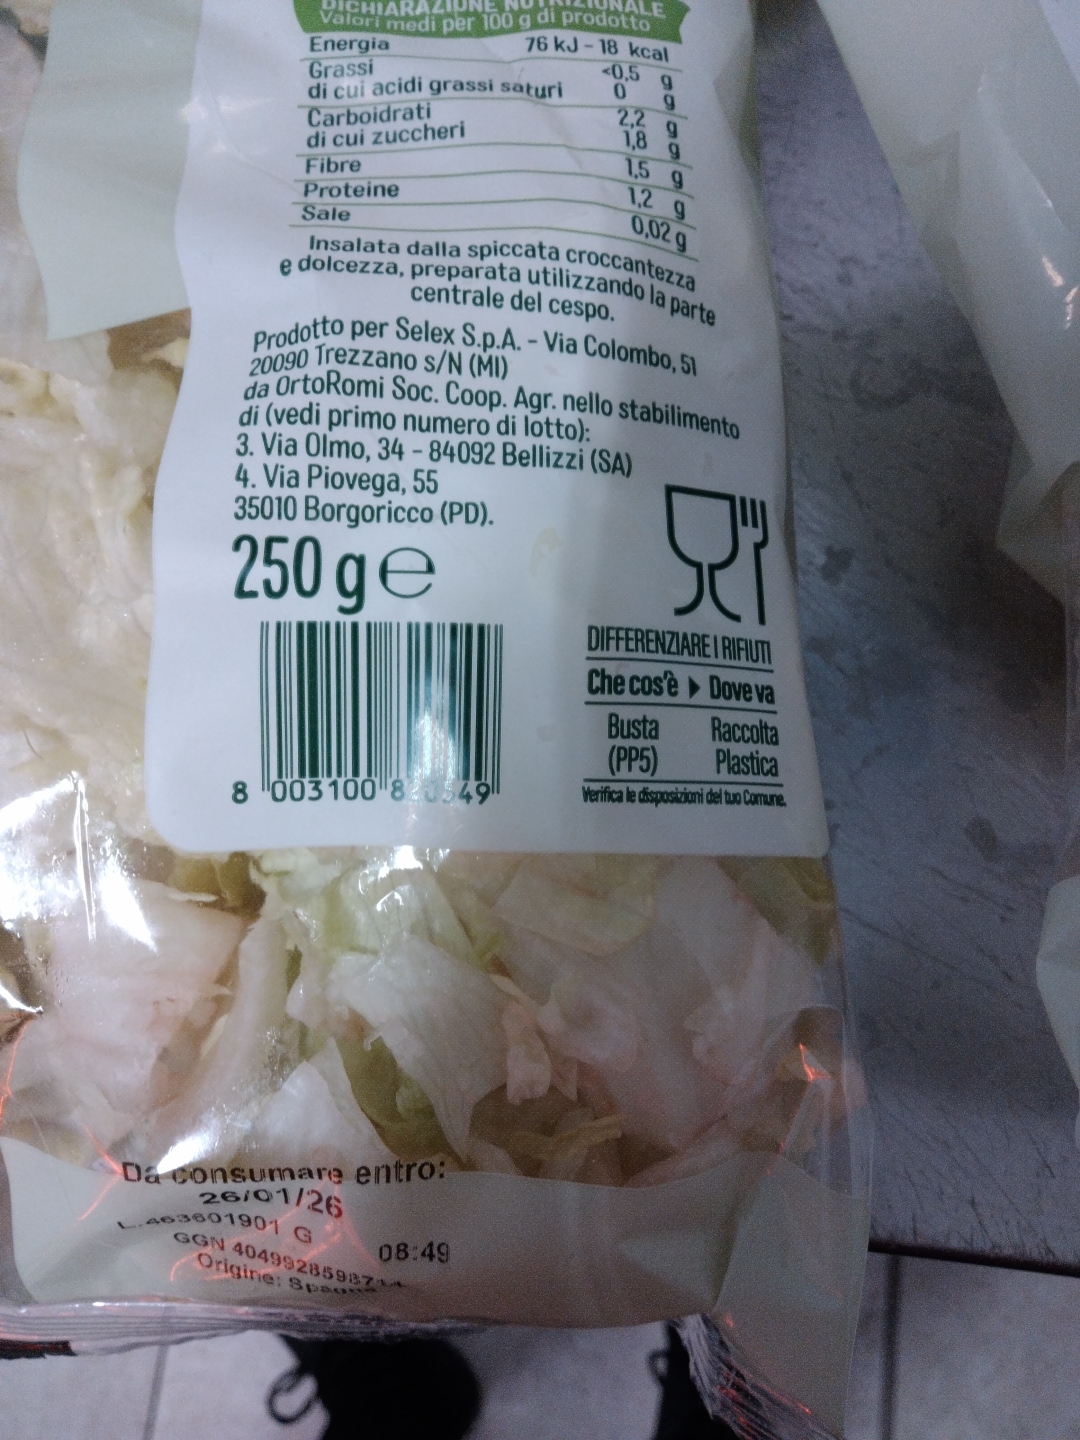 DICHIARAZIONE NUTRIZIONALE
Valori medi per 100 g di prodotto
Energia 76 kJ - 18 kcal
Grassi <0,5 g
di cui acidi grassi saturi 0 g
Carboidrati 2,2 g
di cui zuccheri 1,8 g
Fibre 1,5 g
Proteine 1,2 g
Sale 0,02 g
Insalata dalla spiccata croccantezza
e dolcezza, preparata utilizzando la parte
centrale del cespo.
Prodotto per Selex S.p.A. - Via Colombo, 51
20090 Trezzano s/N (MI)
da OrtoRomi Soc. Coop. Agr. nello stabilimento
di (vedi primo numero di lotto):
3. Via Olmo, 34 - 84092 Bellizzi (SA)
4. Via Piovega, 55
35010 Borgoricco (PD).
250 g e
DIFFERENZIARE I RIFIUTI
Che cos'è ▸ Dove va
Busta Raccolta
(PP5) Plastica
Verifica le disposizioni del tuo Comune.
8 003100
Da consumare entro:
26/01/26
L.463601901 G 08:49
GGN
Origine: Spagna